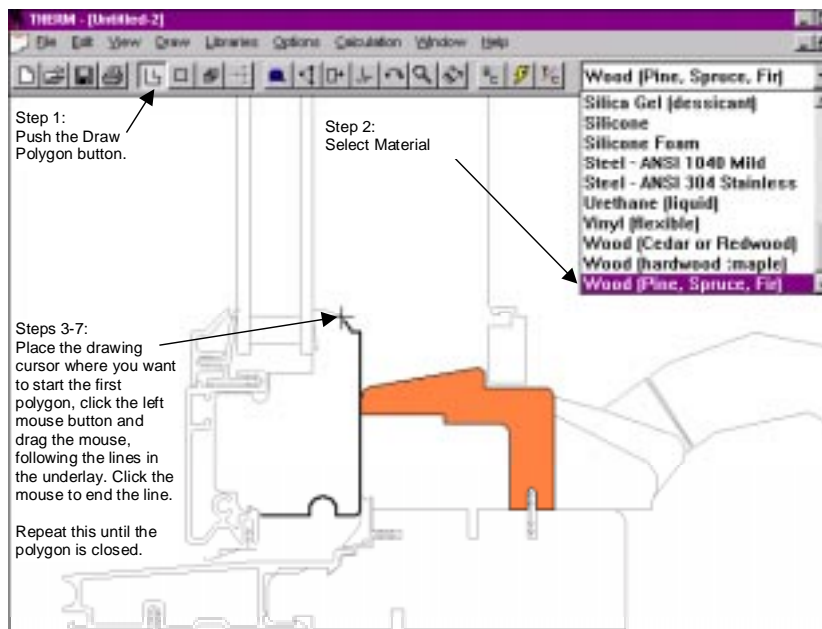 THERM - [Untitled-2]
File Edit View Draw Libraries Options Calculation Window Help
Wood (Pine, Spruce, Fir)
Silica Gel (dessicant)
Silicone
Silicone Foam
Steel - ANSI 1040 Mild
Steel - ANSI 304 Stainless
Urethane (liquid)
Vinyl (flexible)
Wood (Cedar or Redwood)
Wood (hardwood :maple)
Wood (Pine, Spruce, Fir)
Step 1:
Push the Draw
Polygon button.
Step 2:
Select Material
Steps 3-7:
Place the drawing
cursor where you want
to start the first
polygon, click the left
mouse button and
drag the mouse,
following the lines in
the underlay. Click the
mouse to end the line.
Repeat this until the
polygon is closed.